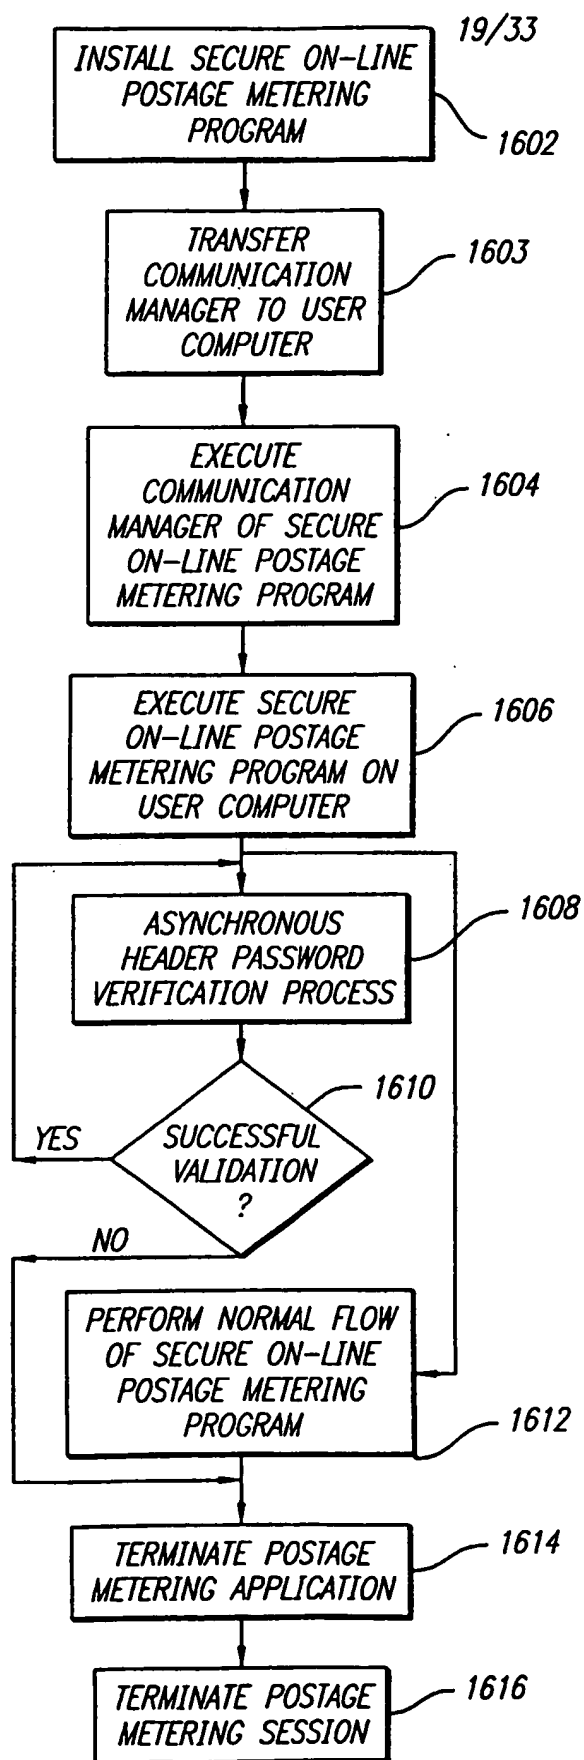 19/33
INSTALL SECURE ON-LINE
POSTAGE METERING
PROGRAM
1602
TRANSFER
COMMUNICATION
MANAGER TO USER
COMPUTER
1603
EXECUTE
COMMUNICATION
MANAGER OF SECURE
ON-LINE POSTAGE
METERING PROGRAM
1604
EXECUTE SECURE
ON-LINE POSTAGE
METERING PROGRAM ON
USER COMPUTER
1606
ASYNCHRONOUS
HEADER PASSWORD
VERIFICATION PROCESS
1608
1610
YES
SUCCESSFUL
VALIDATION
?
NO
PERFORM NORMAL FLOW
OF SECURE ON-LINE
POSTAGE METERING
PROGRAM
1612
TERMINATE POSTAGE
METERING APPLICATION
1614
TERMINATE POSTAGE
METERING SESSION
1616